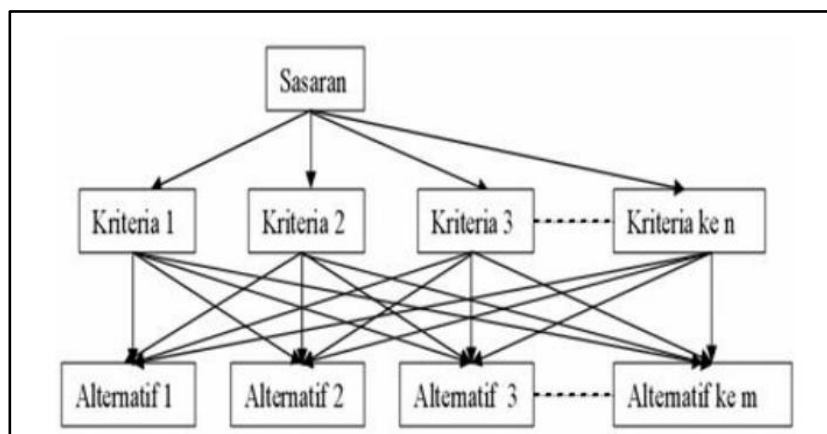 Sasaran
Kriteria 1
Kriteria 2
Kriteria 3
Kriteria ke n
Alternatif 1
Alternatif 2
Alternatif 3
Alternatif ke m